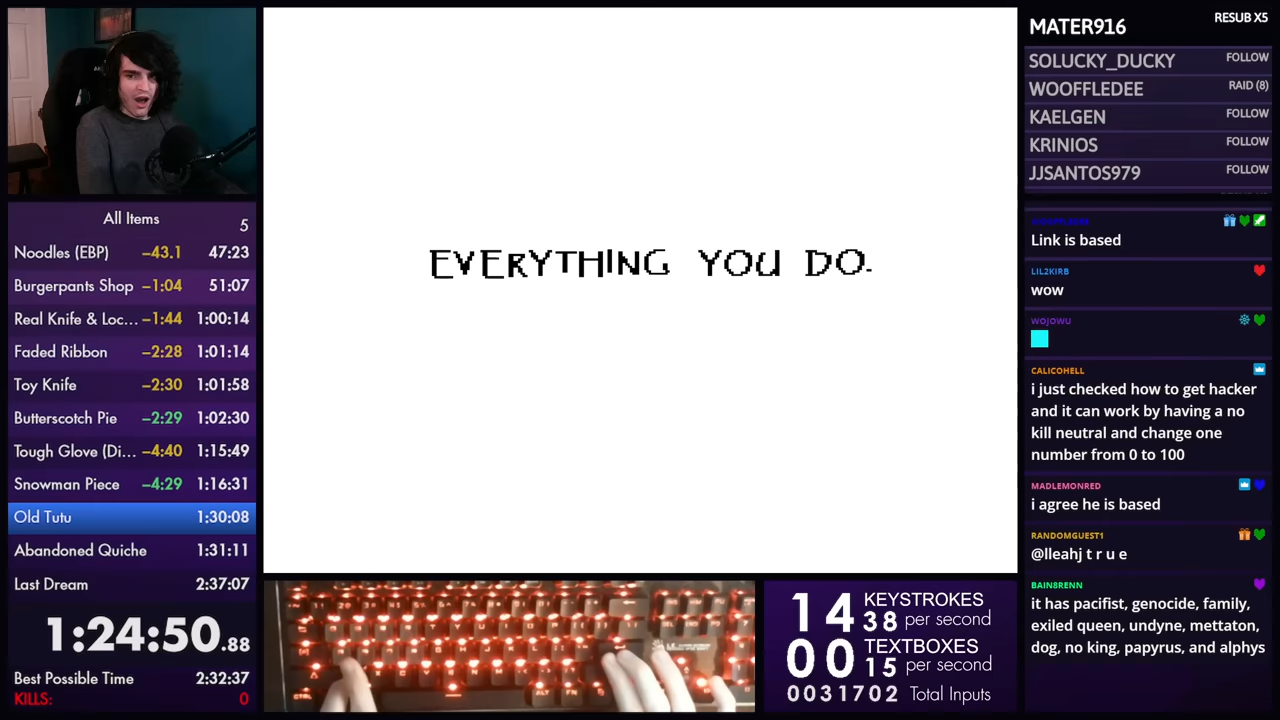 All Items
5
Noodles (EBP) −43.1 47:23
Burgerpants Shop −1:04 51:07
Real Knife & Loc... −1:44 1:00:14
Faded Ribbon −2:28 1:01:14
Toy Knife −2:30 1:01:58
Butterscotch Pie −2:29 1:02:30
Tough Glove (Di... −4:40 1:15:49
Snowman Piece −4:29 1:16:31
Old Tutu 1:30:08
Abandoned Quiche 1:31:11
Last Dream 2:37:07
1:24:50.88
Best Possible Time 2:32:37
KILLS: 0
EVERYTHING YOU DO.
14 KEYSTROKES
38 per second
00 TEXTBOXES
15 per second
0031702 Total Inputs
MATER916 RESUB X5
SOLUCKY_DUCKY FOLLOW
WOOFFLEDEE RAID (8)
KAELGEN FOLLOW
KRINIOS FOLLOW
JJSANTOS979 FOLLOW
Link is based
LIL2KIRB
wow
WOJOWU
CALICOHELL
i just checked how to get hacker
and it can work by having a no
kill neutral and change one
number from 0 to 100
MADLEMONRED
i agree he is based
RANDOMGUEST1
@lleahj t r u e
BAIN8RENN
it has pacifist, genocide, family,
exiled queen, undyne, mettaton,
dog, no king, papyrus, and alphys